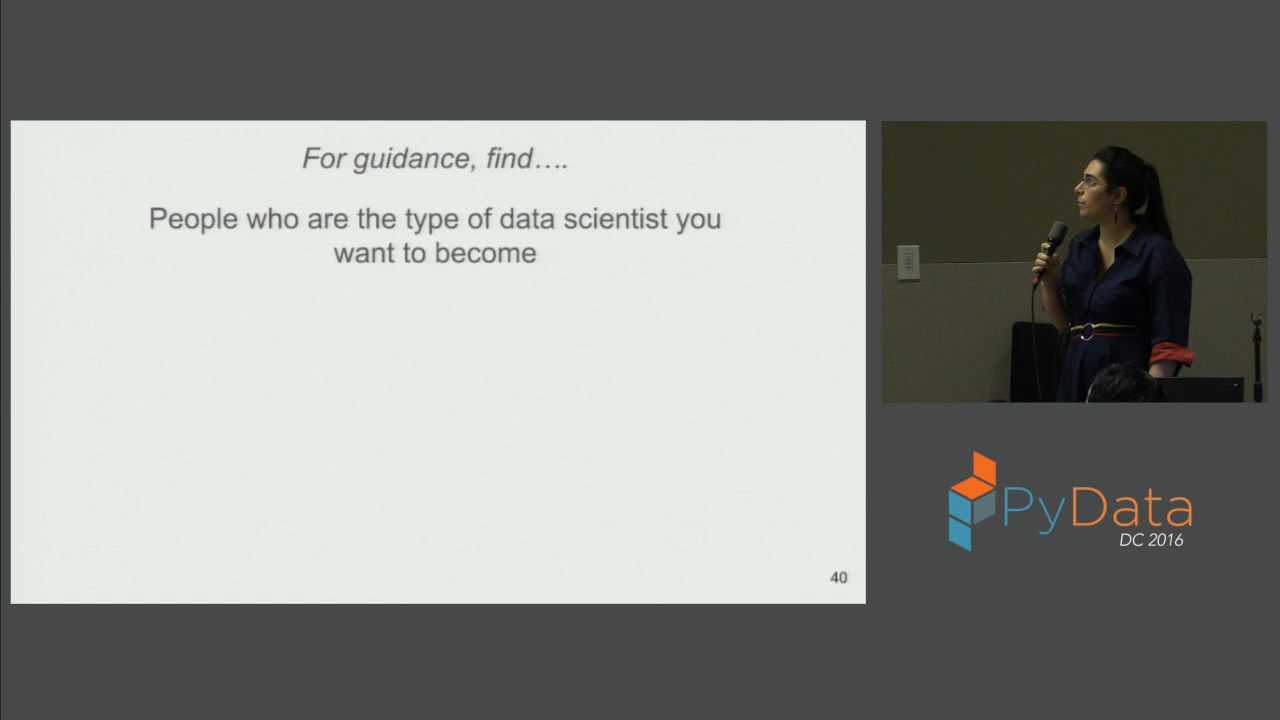 For guidance, find….
People who are the type of data scientist you
want to become
40
PyData
DC 2016